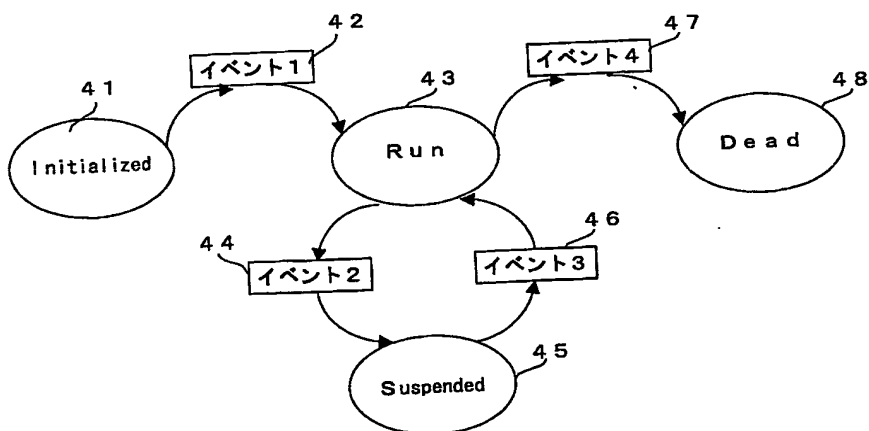 42
イベント1
47
イベント4
41
43
48
Initialized
Run
Dead
44
イベント2
46
イベント3
45
Suspended